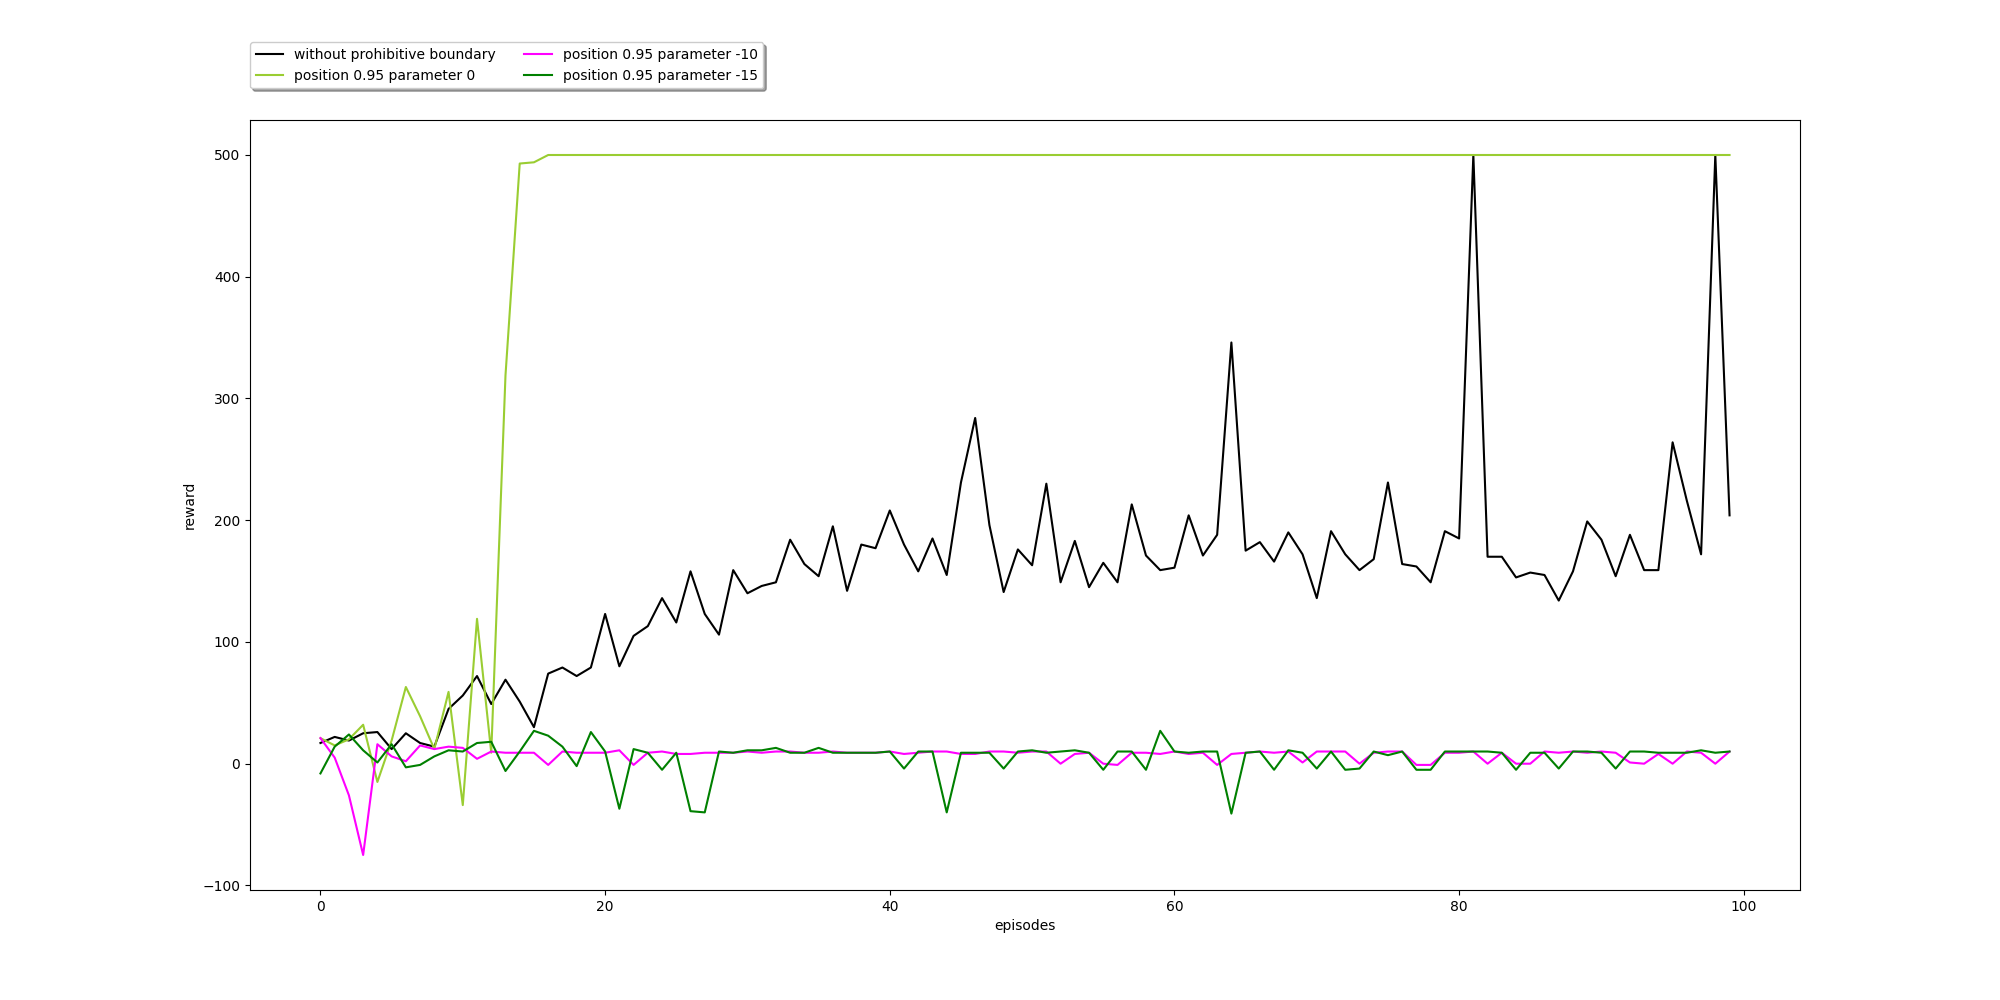 without prohibitive boundary
position 0.95 parameter 0
position 0.95 parameter -10
position 0.95 parameter -15
500
400
300
200
100
0
−100
reward
0 20 40 60 80 100
episodes